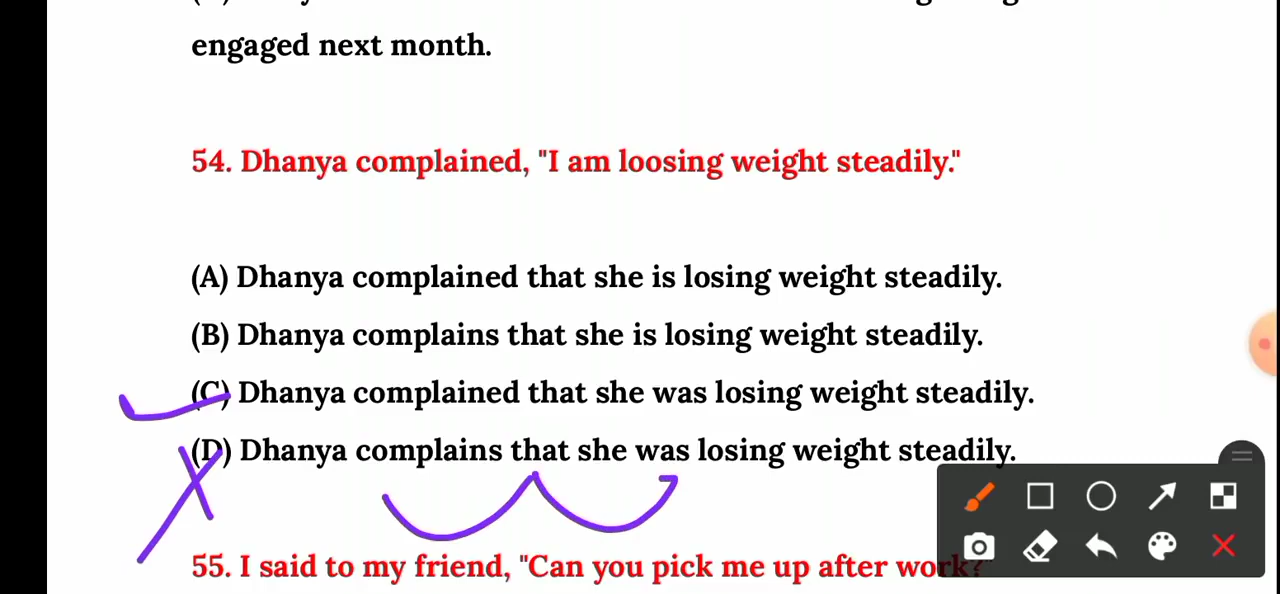 engaged next month.
54. Dhanya complained, "I am loosing weight steadily."
(A) Dhanya complained that she is losing weight steadily.
(B) Dhanya complains that she is losing weight steadily.
(C) Dhanya complained that she was losing weight steadily.
(D) Dhanya complains that she was losing weight steadily.
55. I said to my friend, "Can you pick me up after work?"